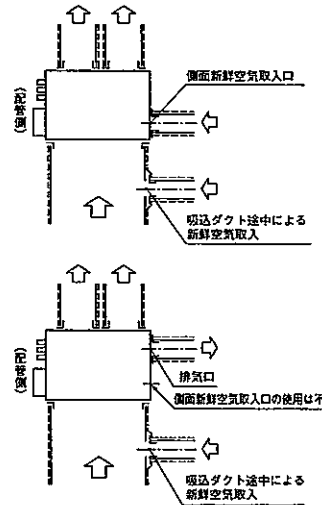 側面新鮮空気取入口
(配管側)
吸込ダクト途中による
新鮮空気取入
(配管側)
排気口
側面新鮮空気取入口の使用は不
吸込ダクト途中による
新鮮空気取入